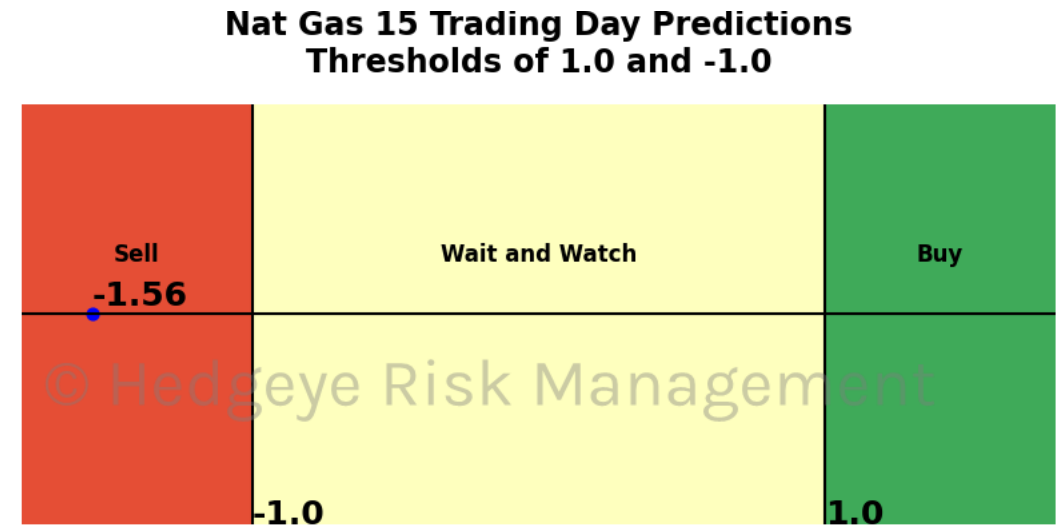 Nat Gas 15 Trading Day Predictions
Thresholds of 1.0 and -1.0
Sell
Wait and Watch
Buy
-1.56
© Hedgeye Risk Management
-1.0
1.0